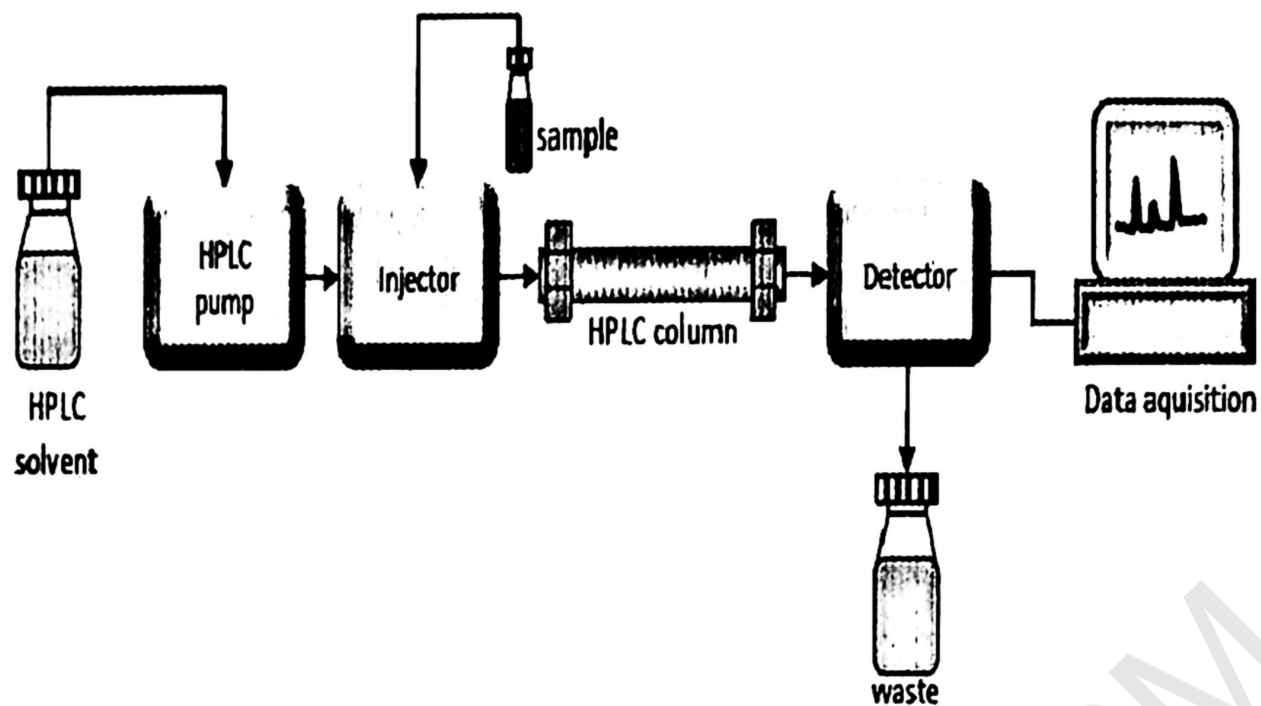 sample
HPLC
pump
Injector
Detector
HPLC column
HPLC
solvent
Data aquisition
waste